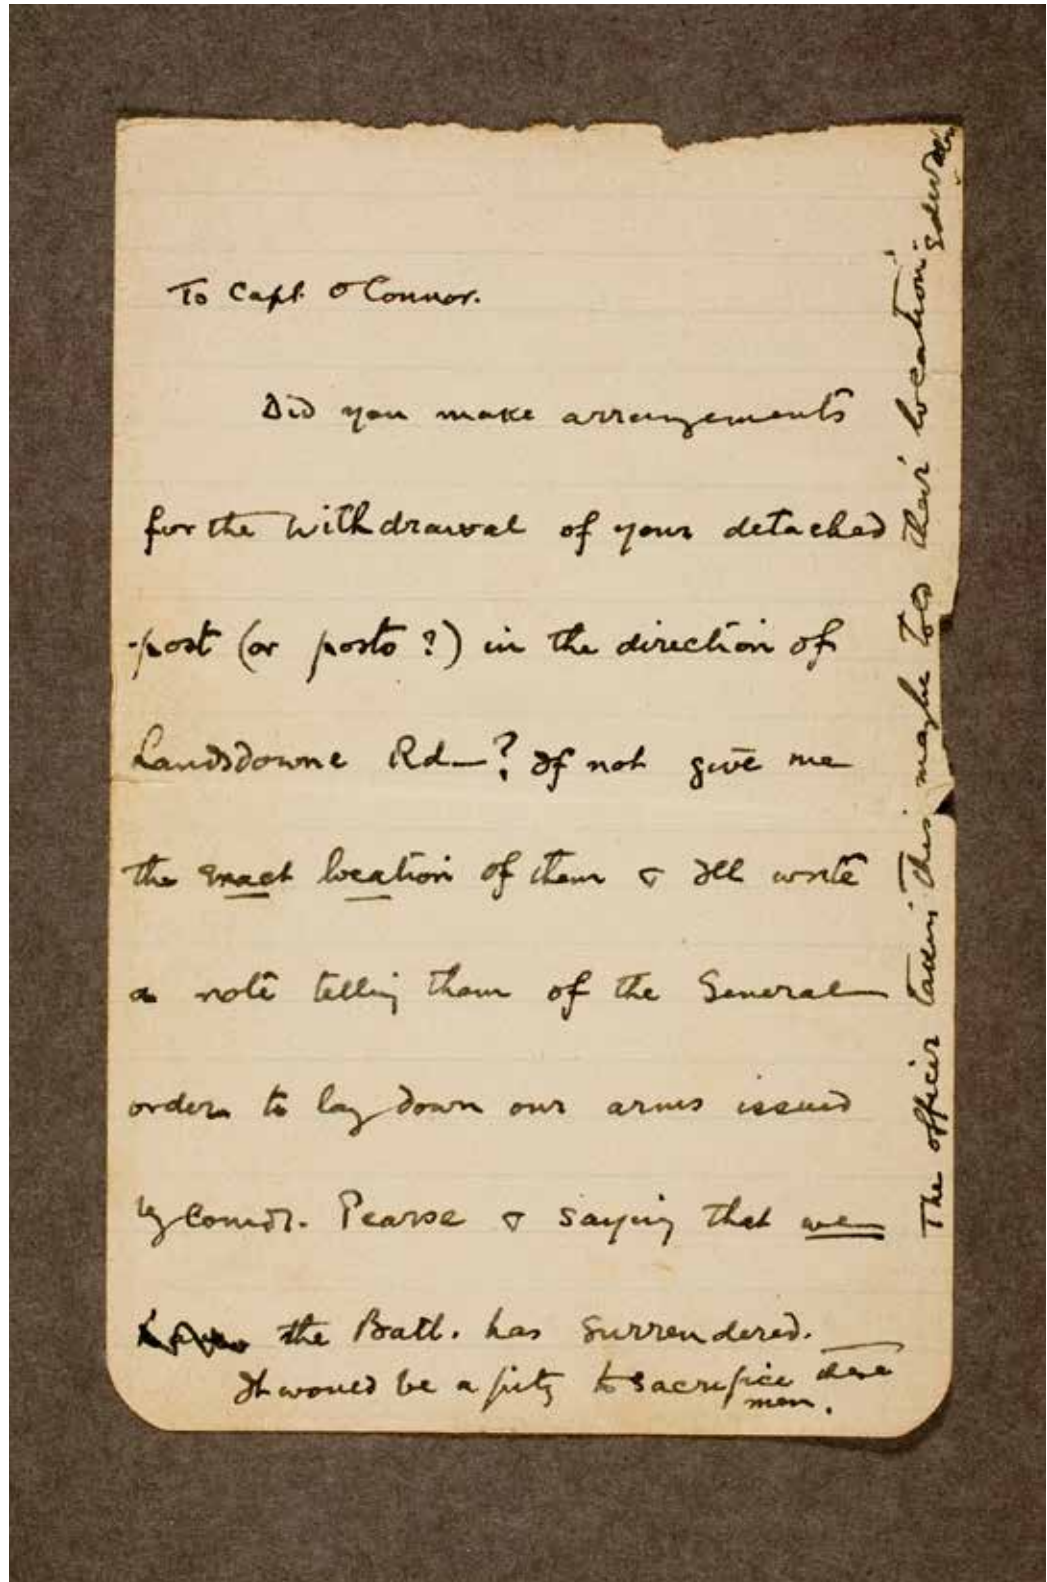 To Capt. O'Connor.
Did you make arrangements
for the withdrawal of your detached
post (or posts?) in the direction of
Landsdowne Rd—? If not give me
the exact location of them & I'll write
a note telling them of the General
order to lay down our arms issued
by Comdt. Pearse & saying that we
the Batt. has surrendered.
It would be a pity to sacrifice these
men.
The officer taking this may be told their location.